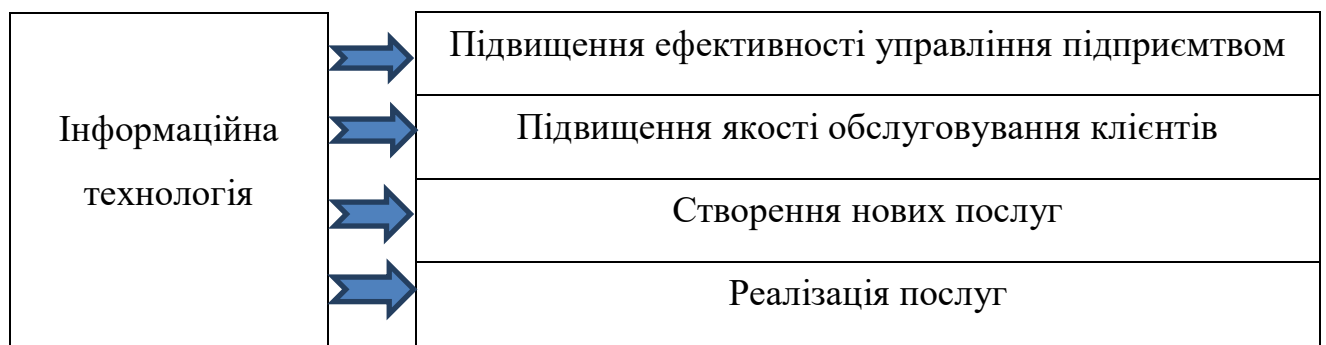 Інформаційна
технологія
Підвищення ефективності управління підприємтвом
Підвищення якості обслуговування клієнтів
Створення нових послуг
Реалізація послуг